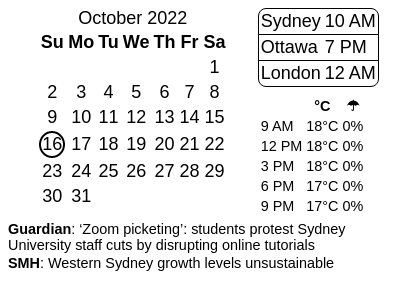 October 2022
Su Mo Tu We Th Fr Sa
1
2 3 4 5 6 7 8
9 10 11 12 13 14 15
16 17 18 19 20 21 22
23 24 25 26 27 28 29
30 31
Sydney 10 AM
Ottawa 7 PM
London 12 AM
°C ☂
9 AM 18°C 0%
12 PM 18°C 0%
3 PM 18°C 0%
6 PM 17°C 0%
9 PM 17°C 0%
Guardian: ‘Zoom picketing’: students protest Sydney
University staff cuts by disrupting online tutorials
SMH: Western Sydney growth levels unsustainable